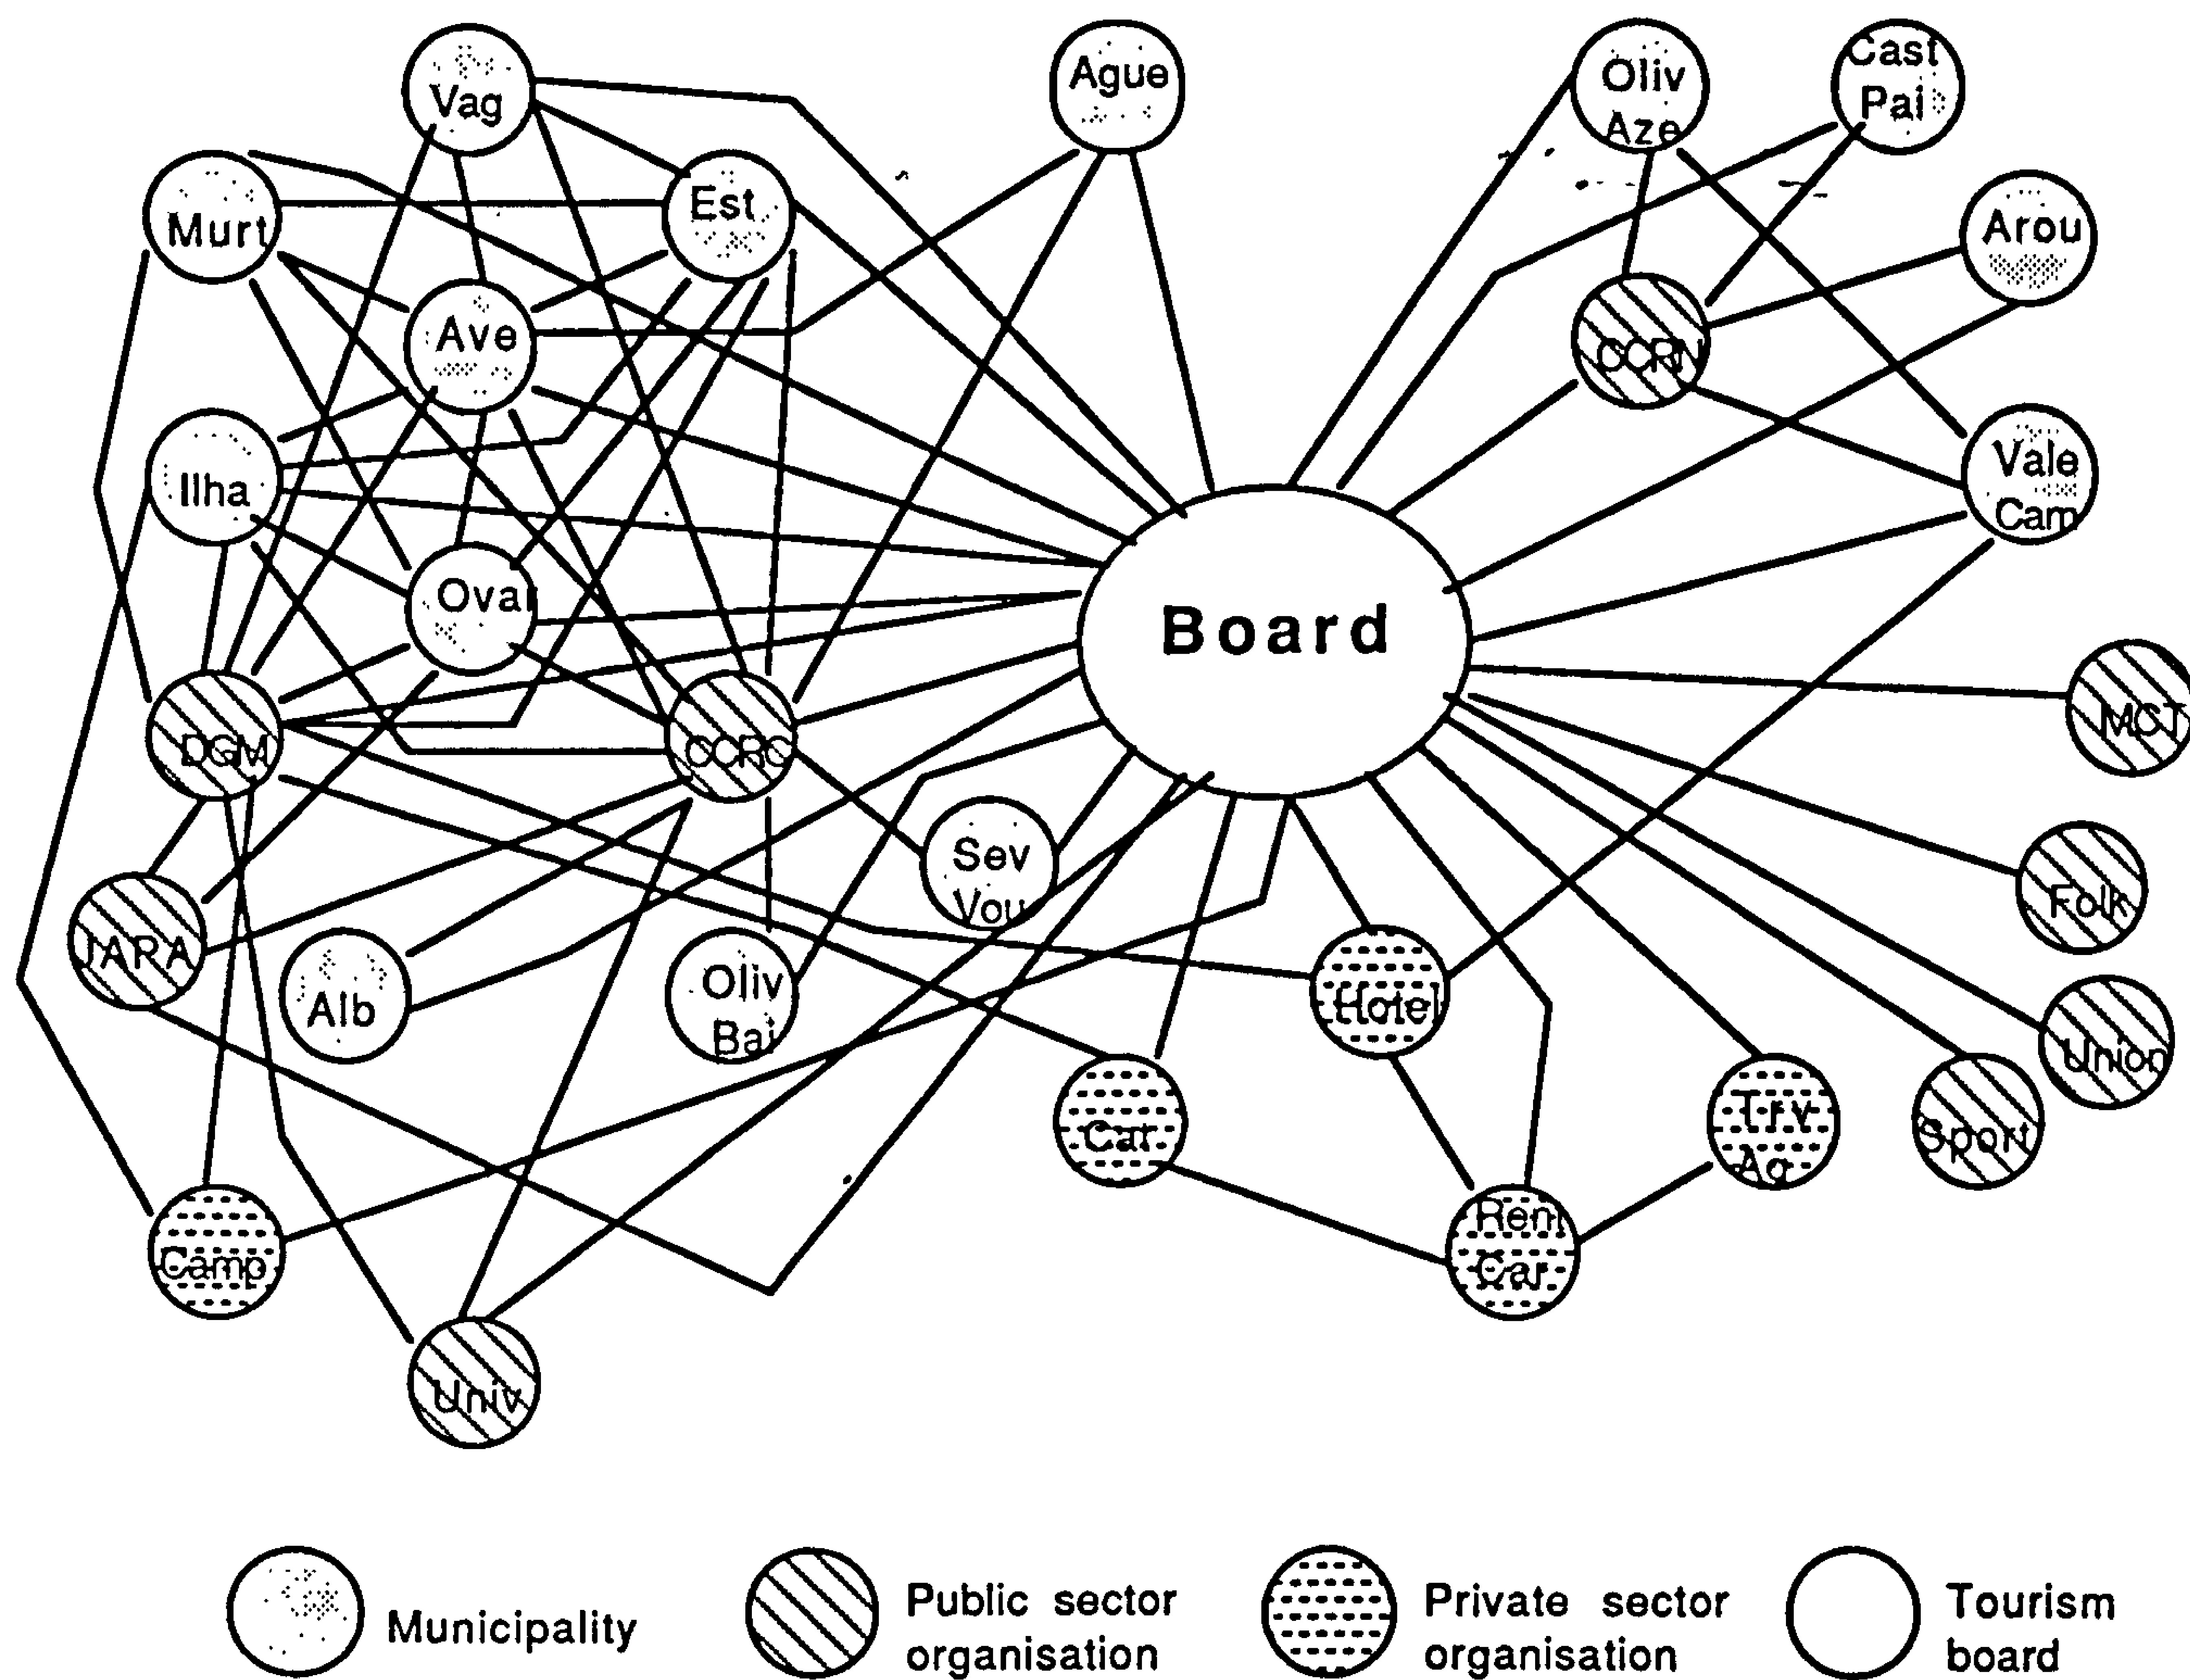 Vag
Ague
Oliv
Aze
Cast
Pai
Murt
Est
Arou
Ave
CCRN
Ilha
Vale
Cam
Ovar
Board
DGM
CCRC
MCT
Sev
Vou
Folk
JARA
Alb
Oliv
Bai
Hotel
Union
Car
Trv
Ag
Sport
Camp
Rent
Car
Univ
Municipality
Public sector
organisation
Private sector
organisation
Tourism
board